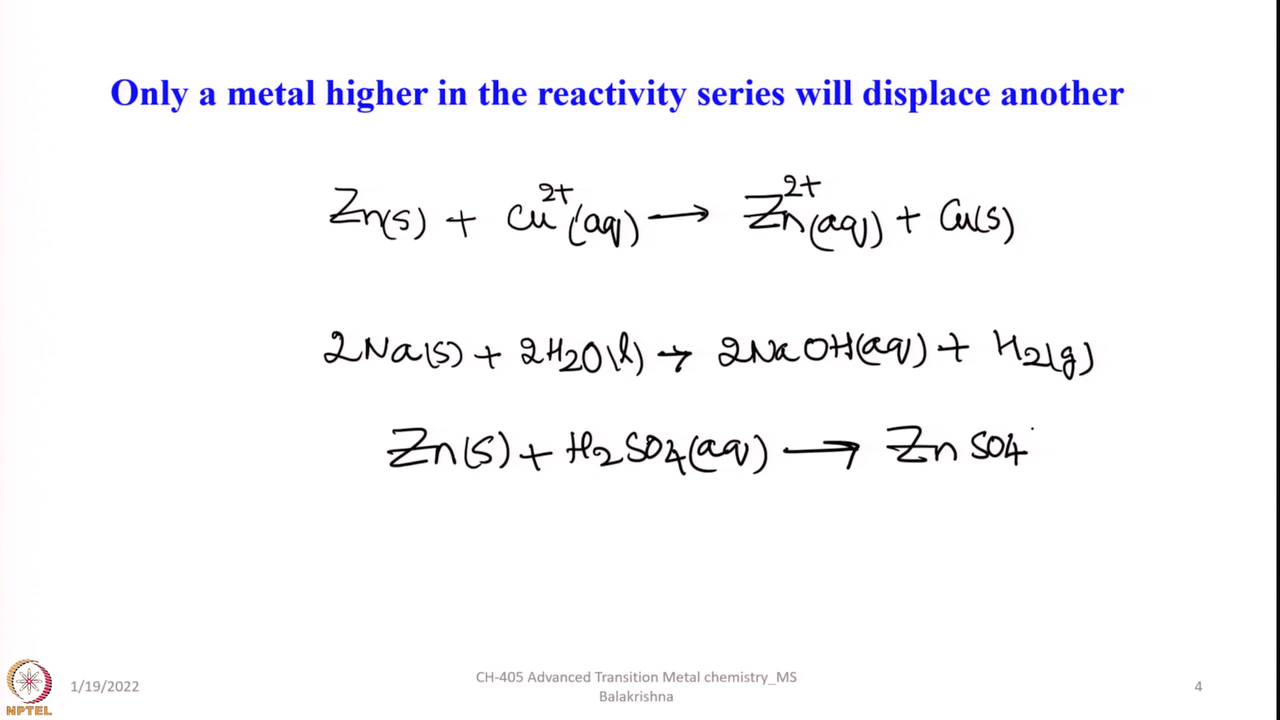 Only a metal higher in the reactivity series will displace another
Zn(s) + Cu²⁺(aq) → Zn²⁺(aq) + Cu(s)
2Na(s) + 2H₂O(l) → 2NaOH(aq) + H₂(g)
Zn(s) + H₂SO₄(aq) → ZnSO₄
NPTEL
1/19/2022
CH-405 Advanced Transition Metal chemistry_MS
Balakrishna
4